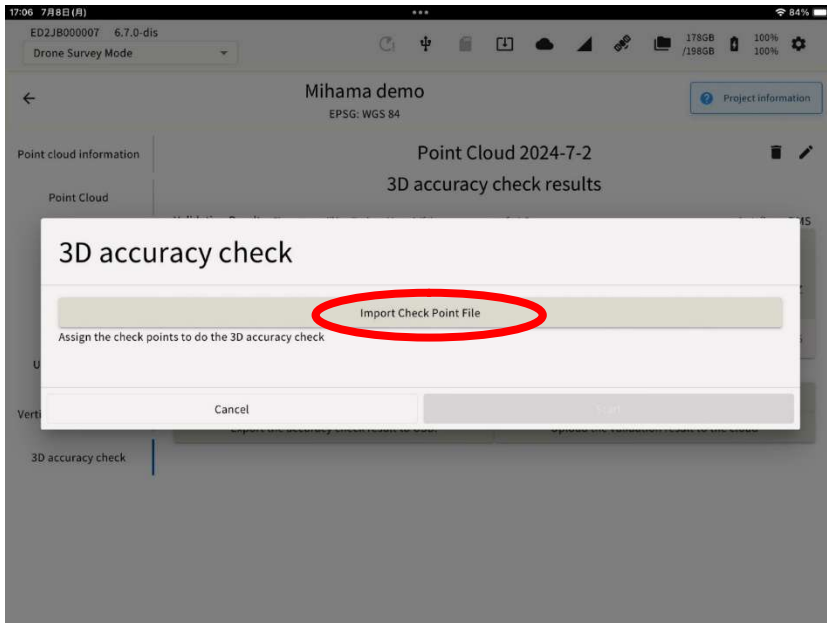 17:06 7月8日(月)
84%
ED2JB000007 6.7.0-dis
Drone Survey Mode
178GB
/198GB
100%
100%
Mihama demo
EPSG: WGS 84
Project information
Point cloud information
Point Cloud 2024-7-2
Point Cloud
3D accuracy check results
3D accuracy check
Import Check Point File
Assign the check points to do the 3D accuracy check
Cancel
Start
3D accuracy check